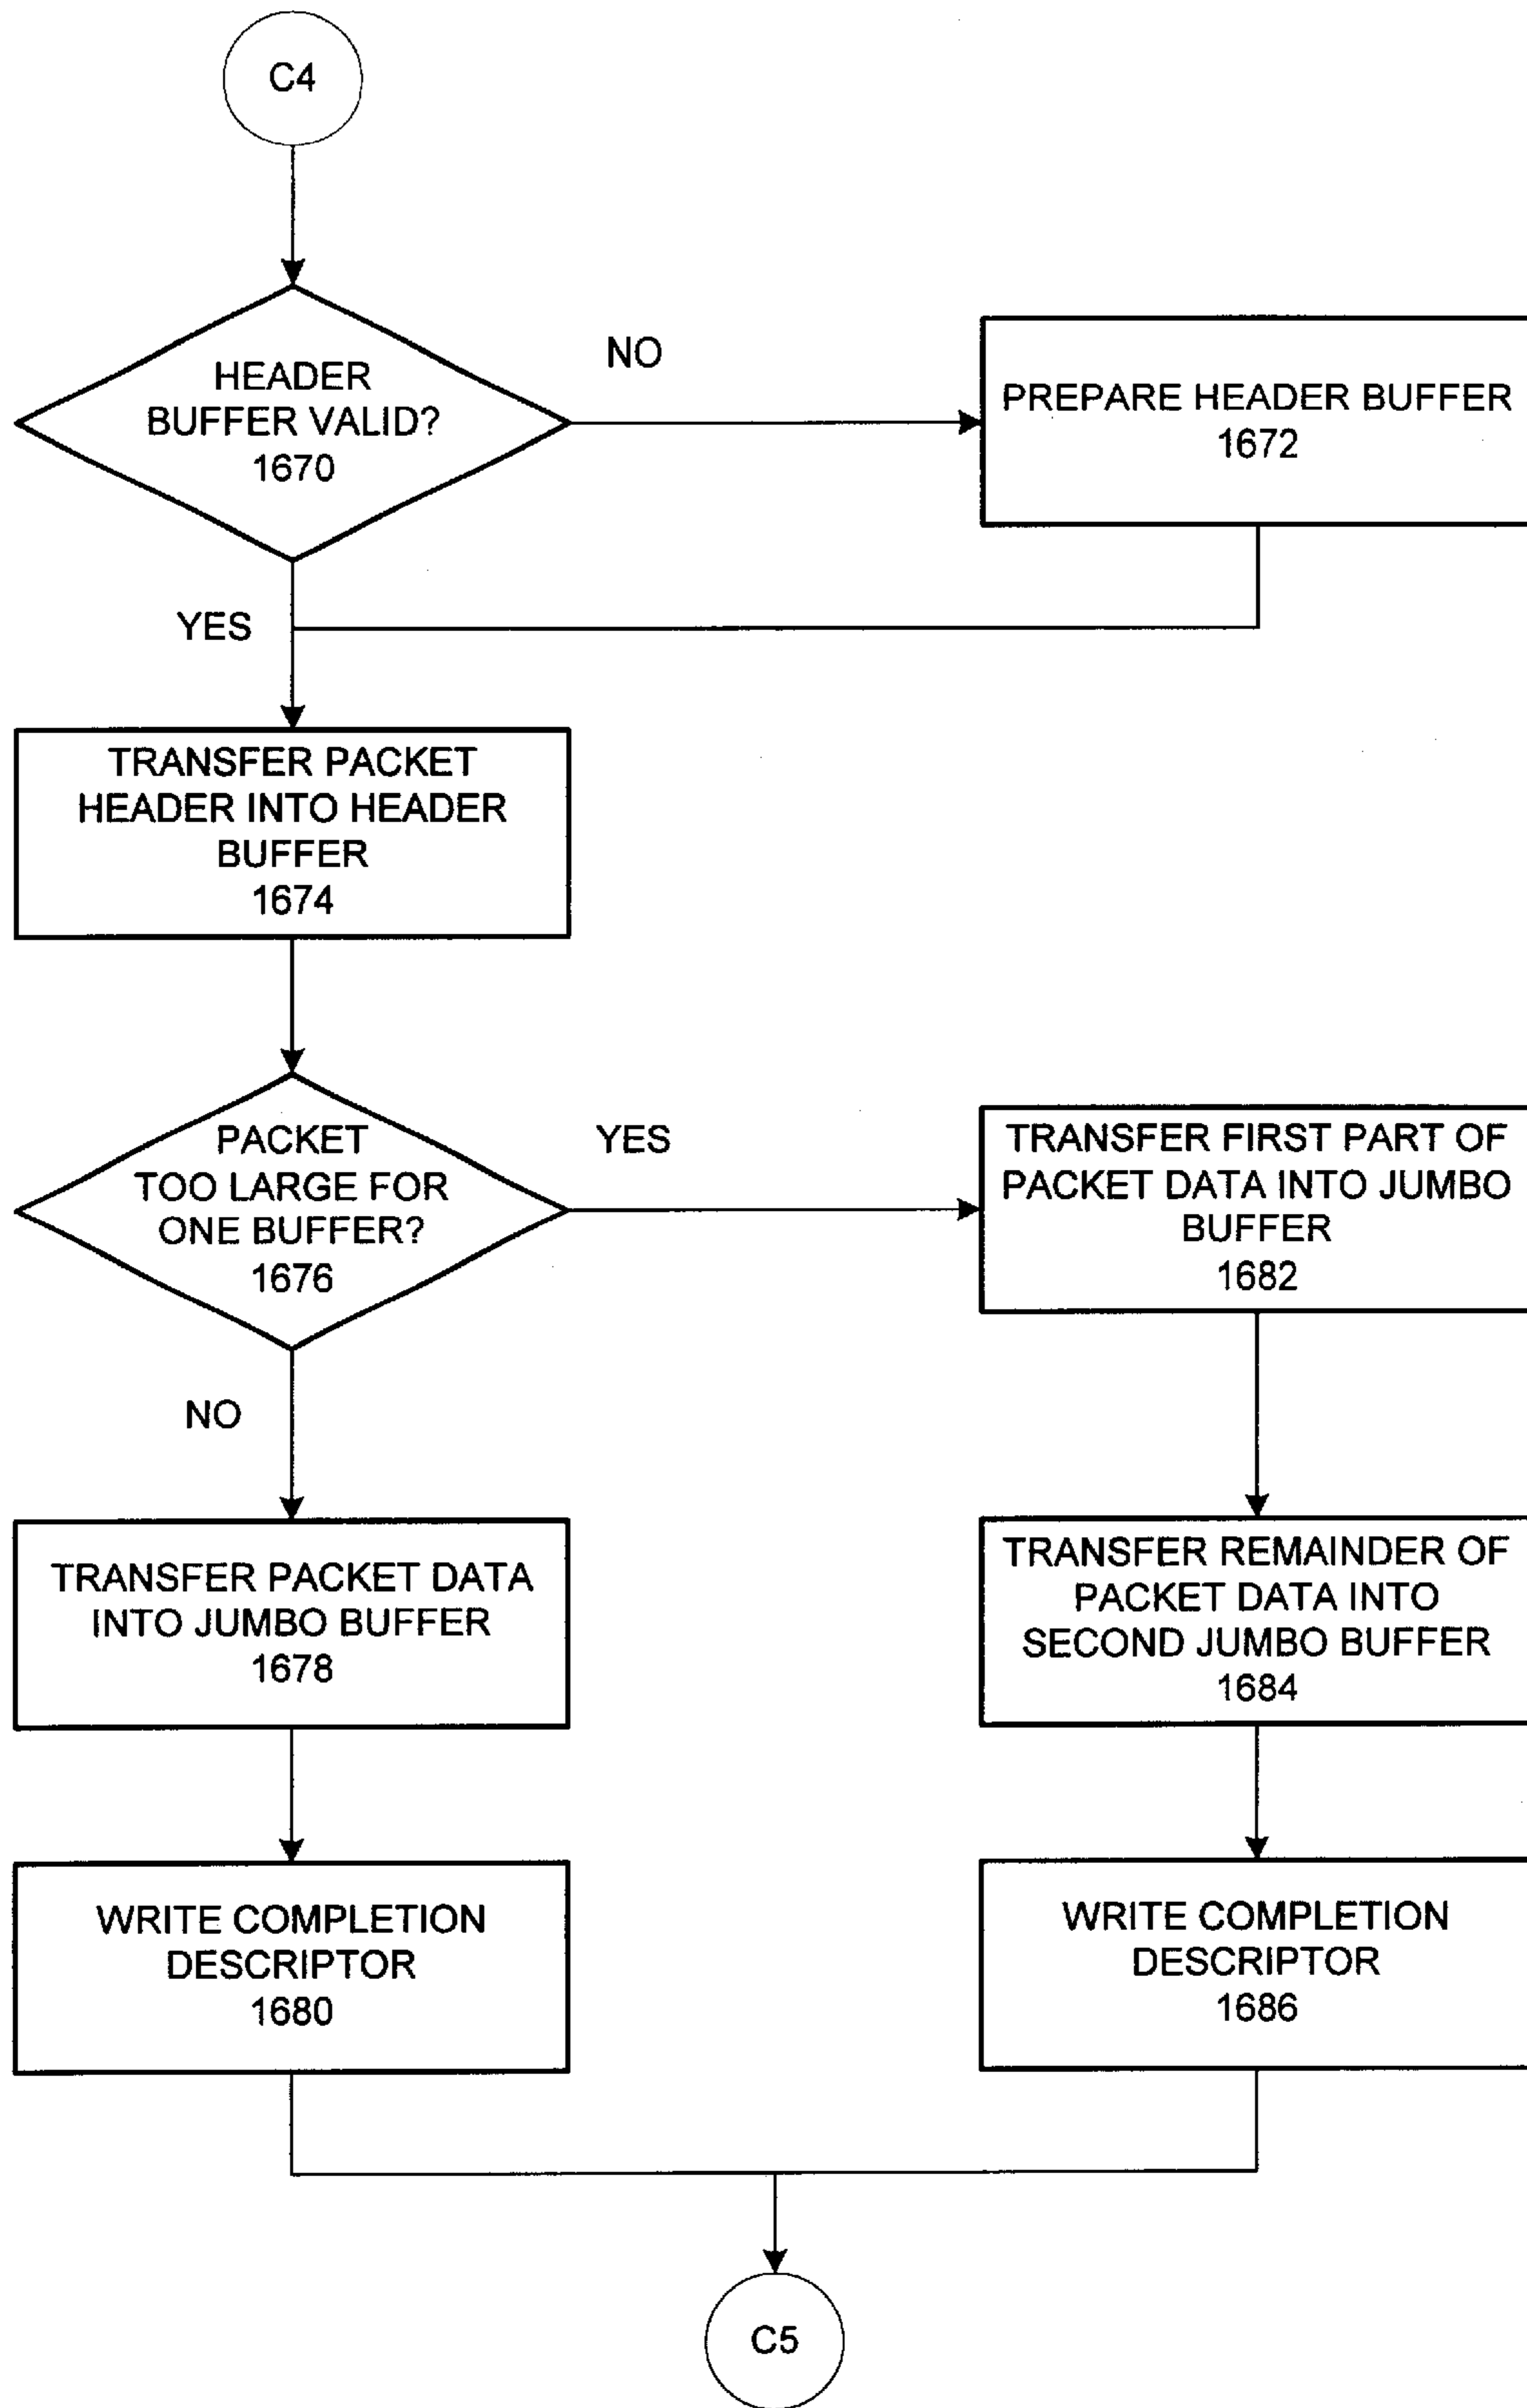 C4
HEADER
BUFFER VALID?
1670
NO
PREPARE HEADER BUFFER
1672
YES
TRANSFER PACKET
HEADER INTO HEADER
BUFFER
1674
PACKET
TOO LARGE FOR
ONE BUFFER?
1676
YES
TRANSFER FIRST PART OF
PACKET DATA INTO JUMBO
BUFFER
1682
NO
TRANSFER PACKET DATA
INTO JUMBO BUFFER
1678
TRANSFER REMAINDER OF
PACKET DATA INTO
SECOND JUMBO BUFFER
1684
WRITE COMPLETION
DESCRIPTOR
1680
WRITE COMPLETION
DESCRIPTOR
1686
C5